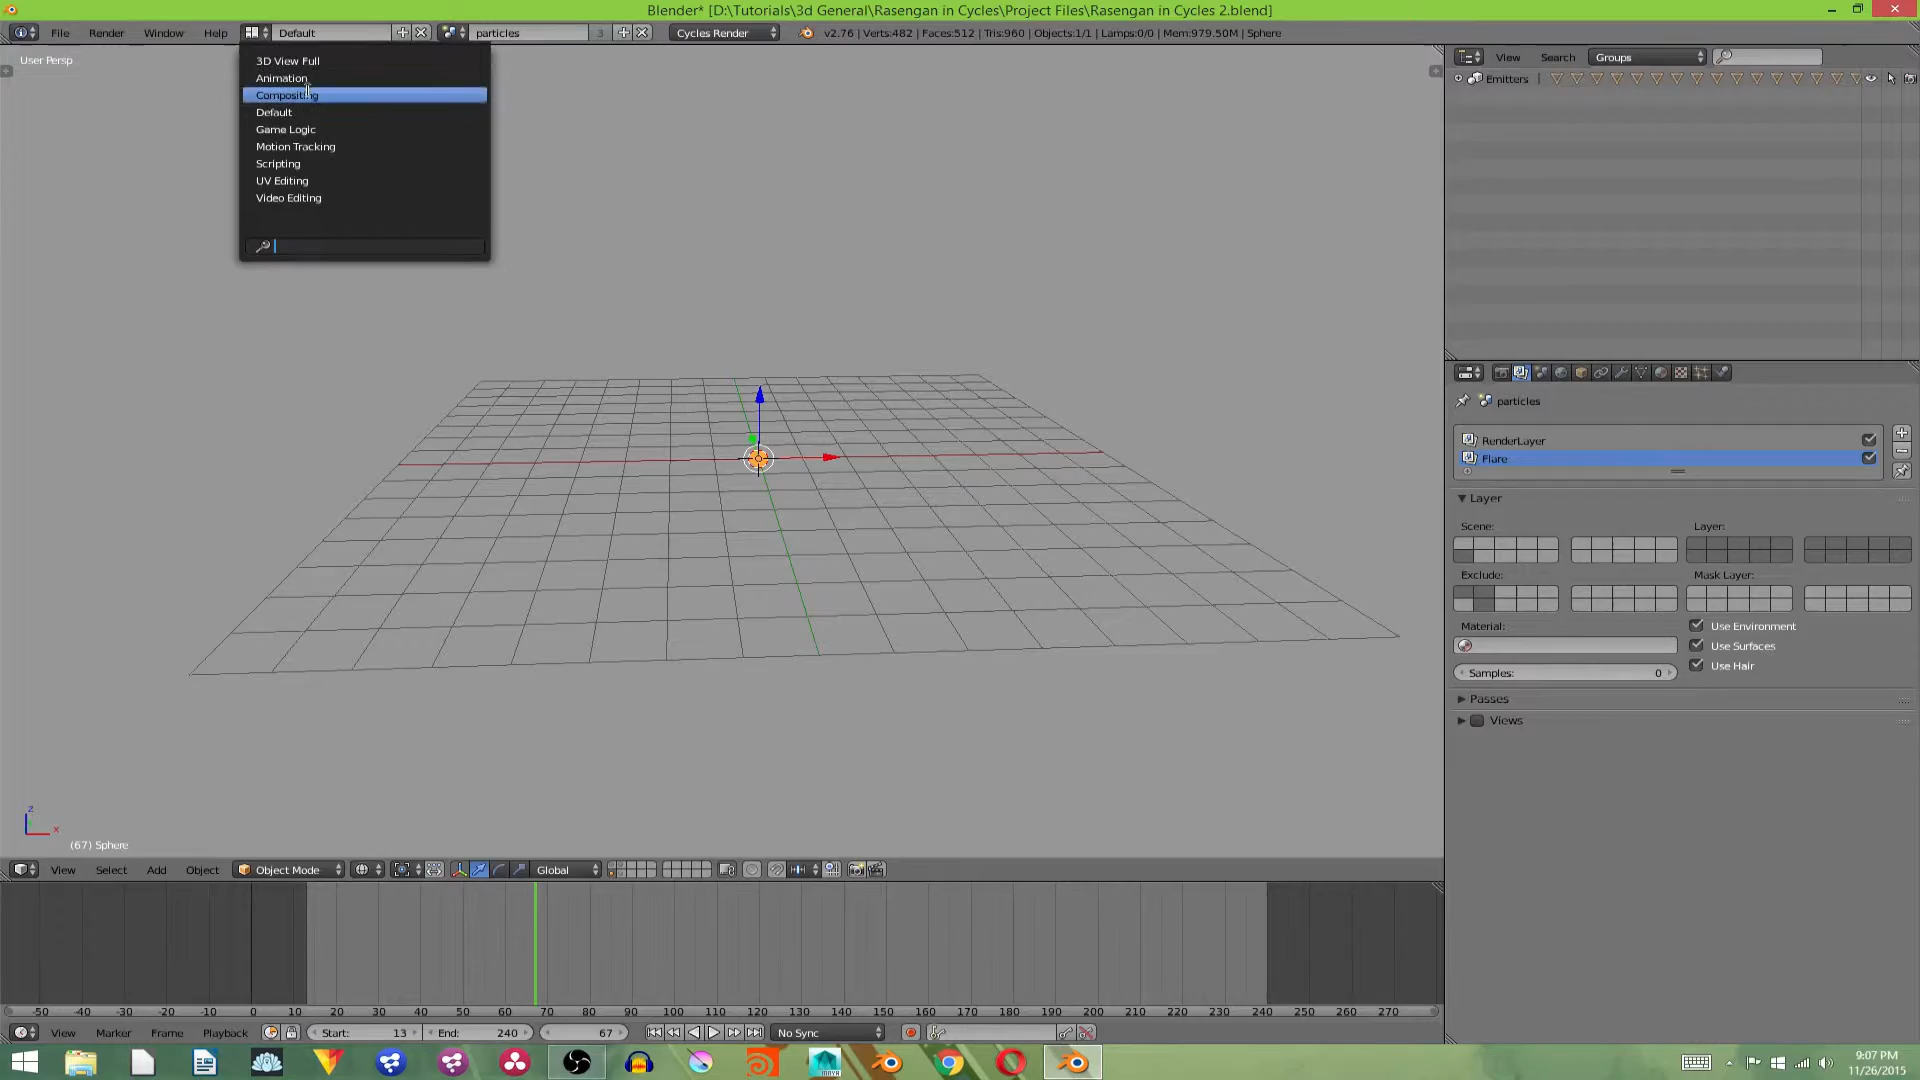 Blender* [D:\Tutorials\3d General\Rasengan in Cycles\Project Files\Rasengan in Cycles 2.blend]
File Render Window Help Default particles 3 Cycles Render v2.76 | Verts:482 | Faces:512 | Tris:960 | Objects:1/1 | Lamps:0/0 | Mem:979.50M | Sphere
User Persp
3D View Full
Animation
Compositing
Default
Game Logic
Motion Tracking
Scripting
UV Editing
Video Editing
View Search Groups
Emitters
particles
RenderLayer
Flare
Layer
Scene: Layer:
Exclude: Mask Layer:
Material: Use Environment
Use Surfaces
Use Hair
Samples: 0
Passes
Views
z
x
(67) Sphere
View Select Add Object Object Mode Global
-50 -40 -30 -20 -10 0 10 20 30 40 50 60 70 80 90 100 110 120 130 140 150 160 170 180 190 200 210 220 230 240 250 260 270
View Marker Frame Playback Start: 13 End: 240 67 No Sync
9:07 PM
11/26/2015